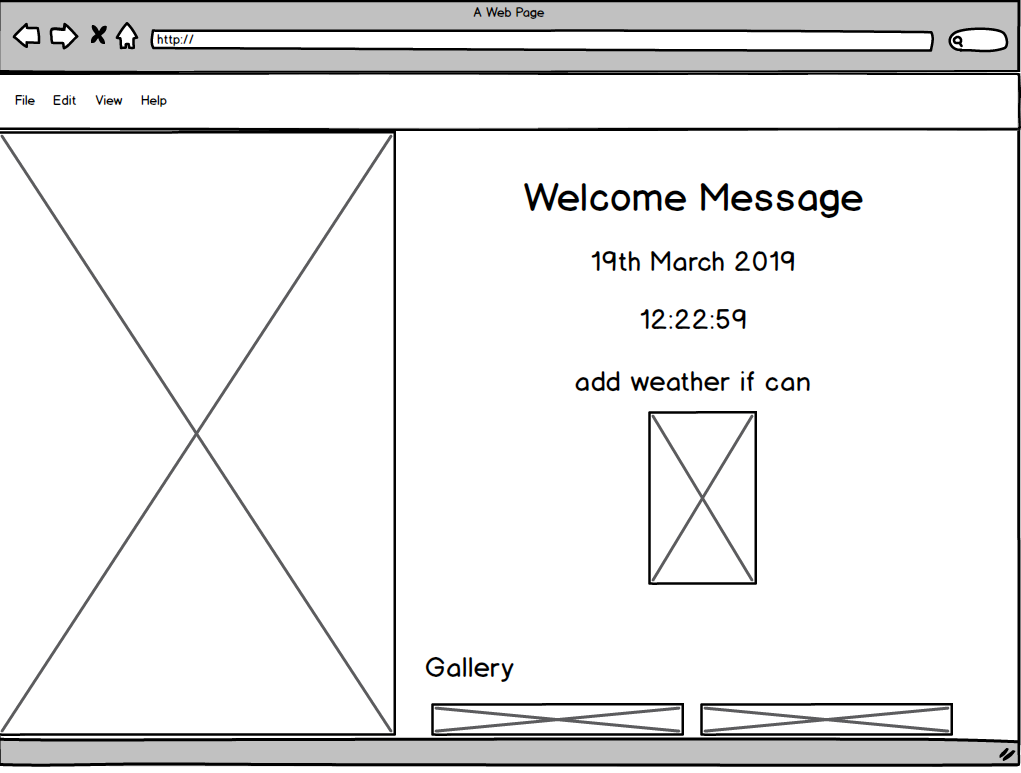 A Web Page
http://
File Edit View Help
Welcome Message
19th March 2019
12:22:59
add weather if can
Gallery